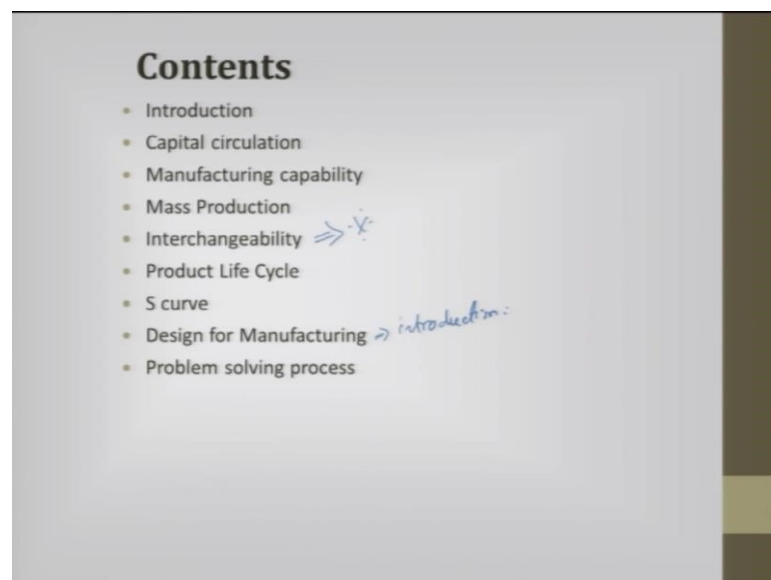 Contents
• Introduction
• Capital circulation
• Manufacturing capability
• Mass Production
• Interchangeability ⇒
• Product Life Cycle
• S curve
• Design for Manufacturing → introduction:
• Problem solving process